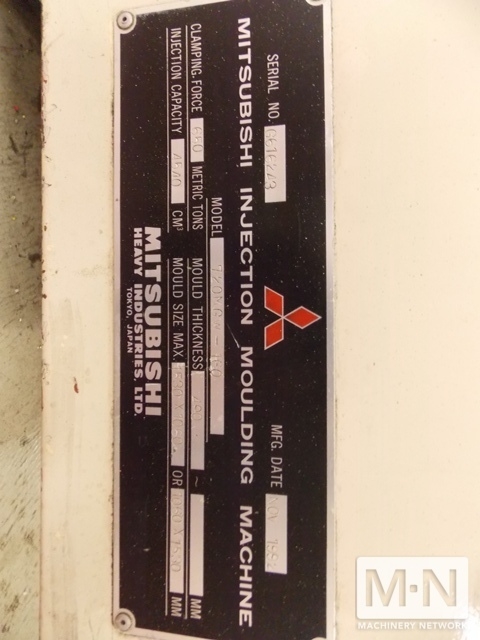 SERIAL NO.
MFG. DATE
MITSUBISHI INJECTION MOULDING MACHINE
MODEL
CLAMPING. FORCE METRIC TONS MOULD THICKNESS ~ MM
INJECTION CAPACITY CM³ MOULD SIZE MAX. OR MM
MITSUBISHI
HEAVY INDUSTRIES, LTD.
TOKYO, JAPAN
M·N
MACHINERY NETWORK